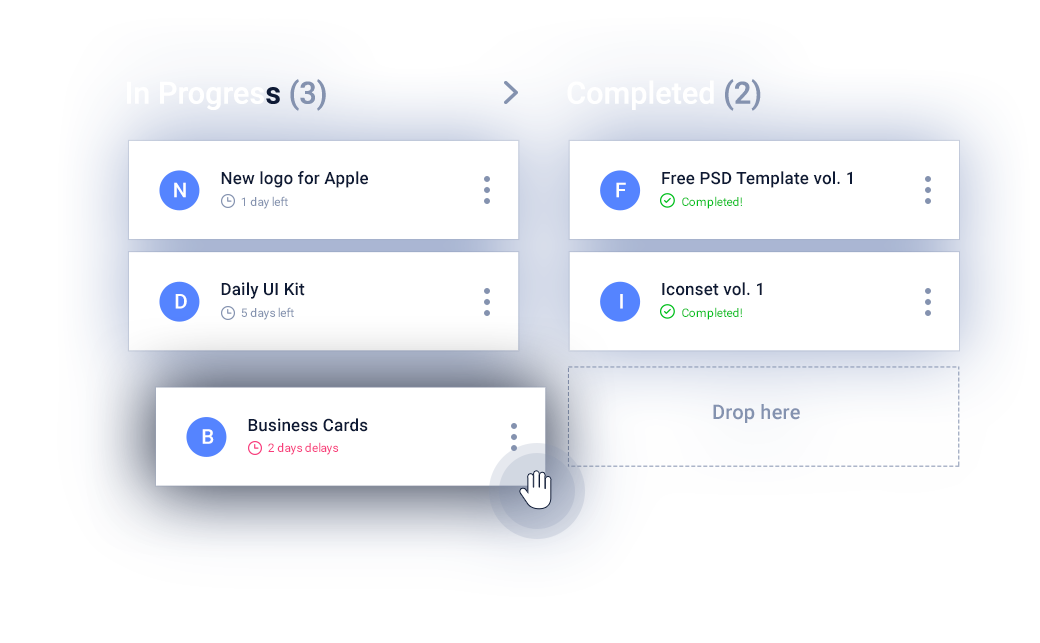 In Progress (3)
N
New logo for Apple
1 day left
D
Daily UI Kit
5 days left
B
Business Cards
2 days delays
Completed (2)
F
Free PSD Template vol. 1
Completed!
I
Iconset vol. 1
Completed!
Drop here